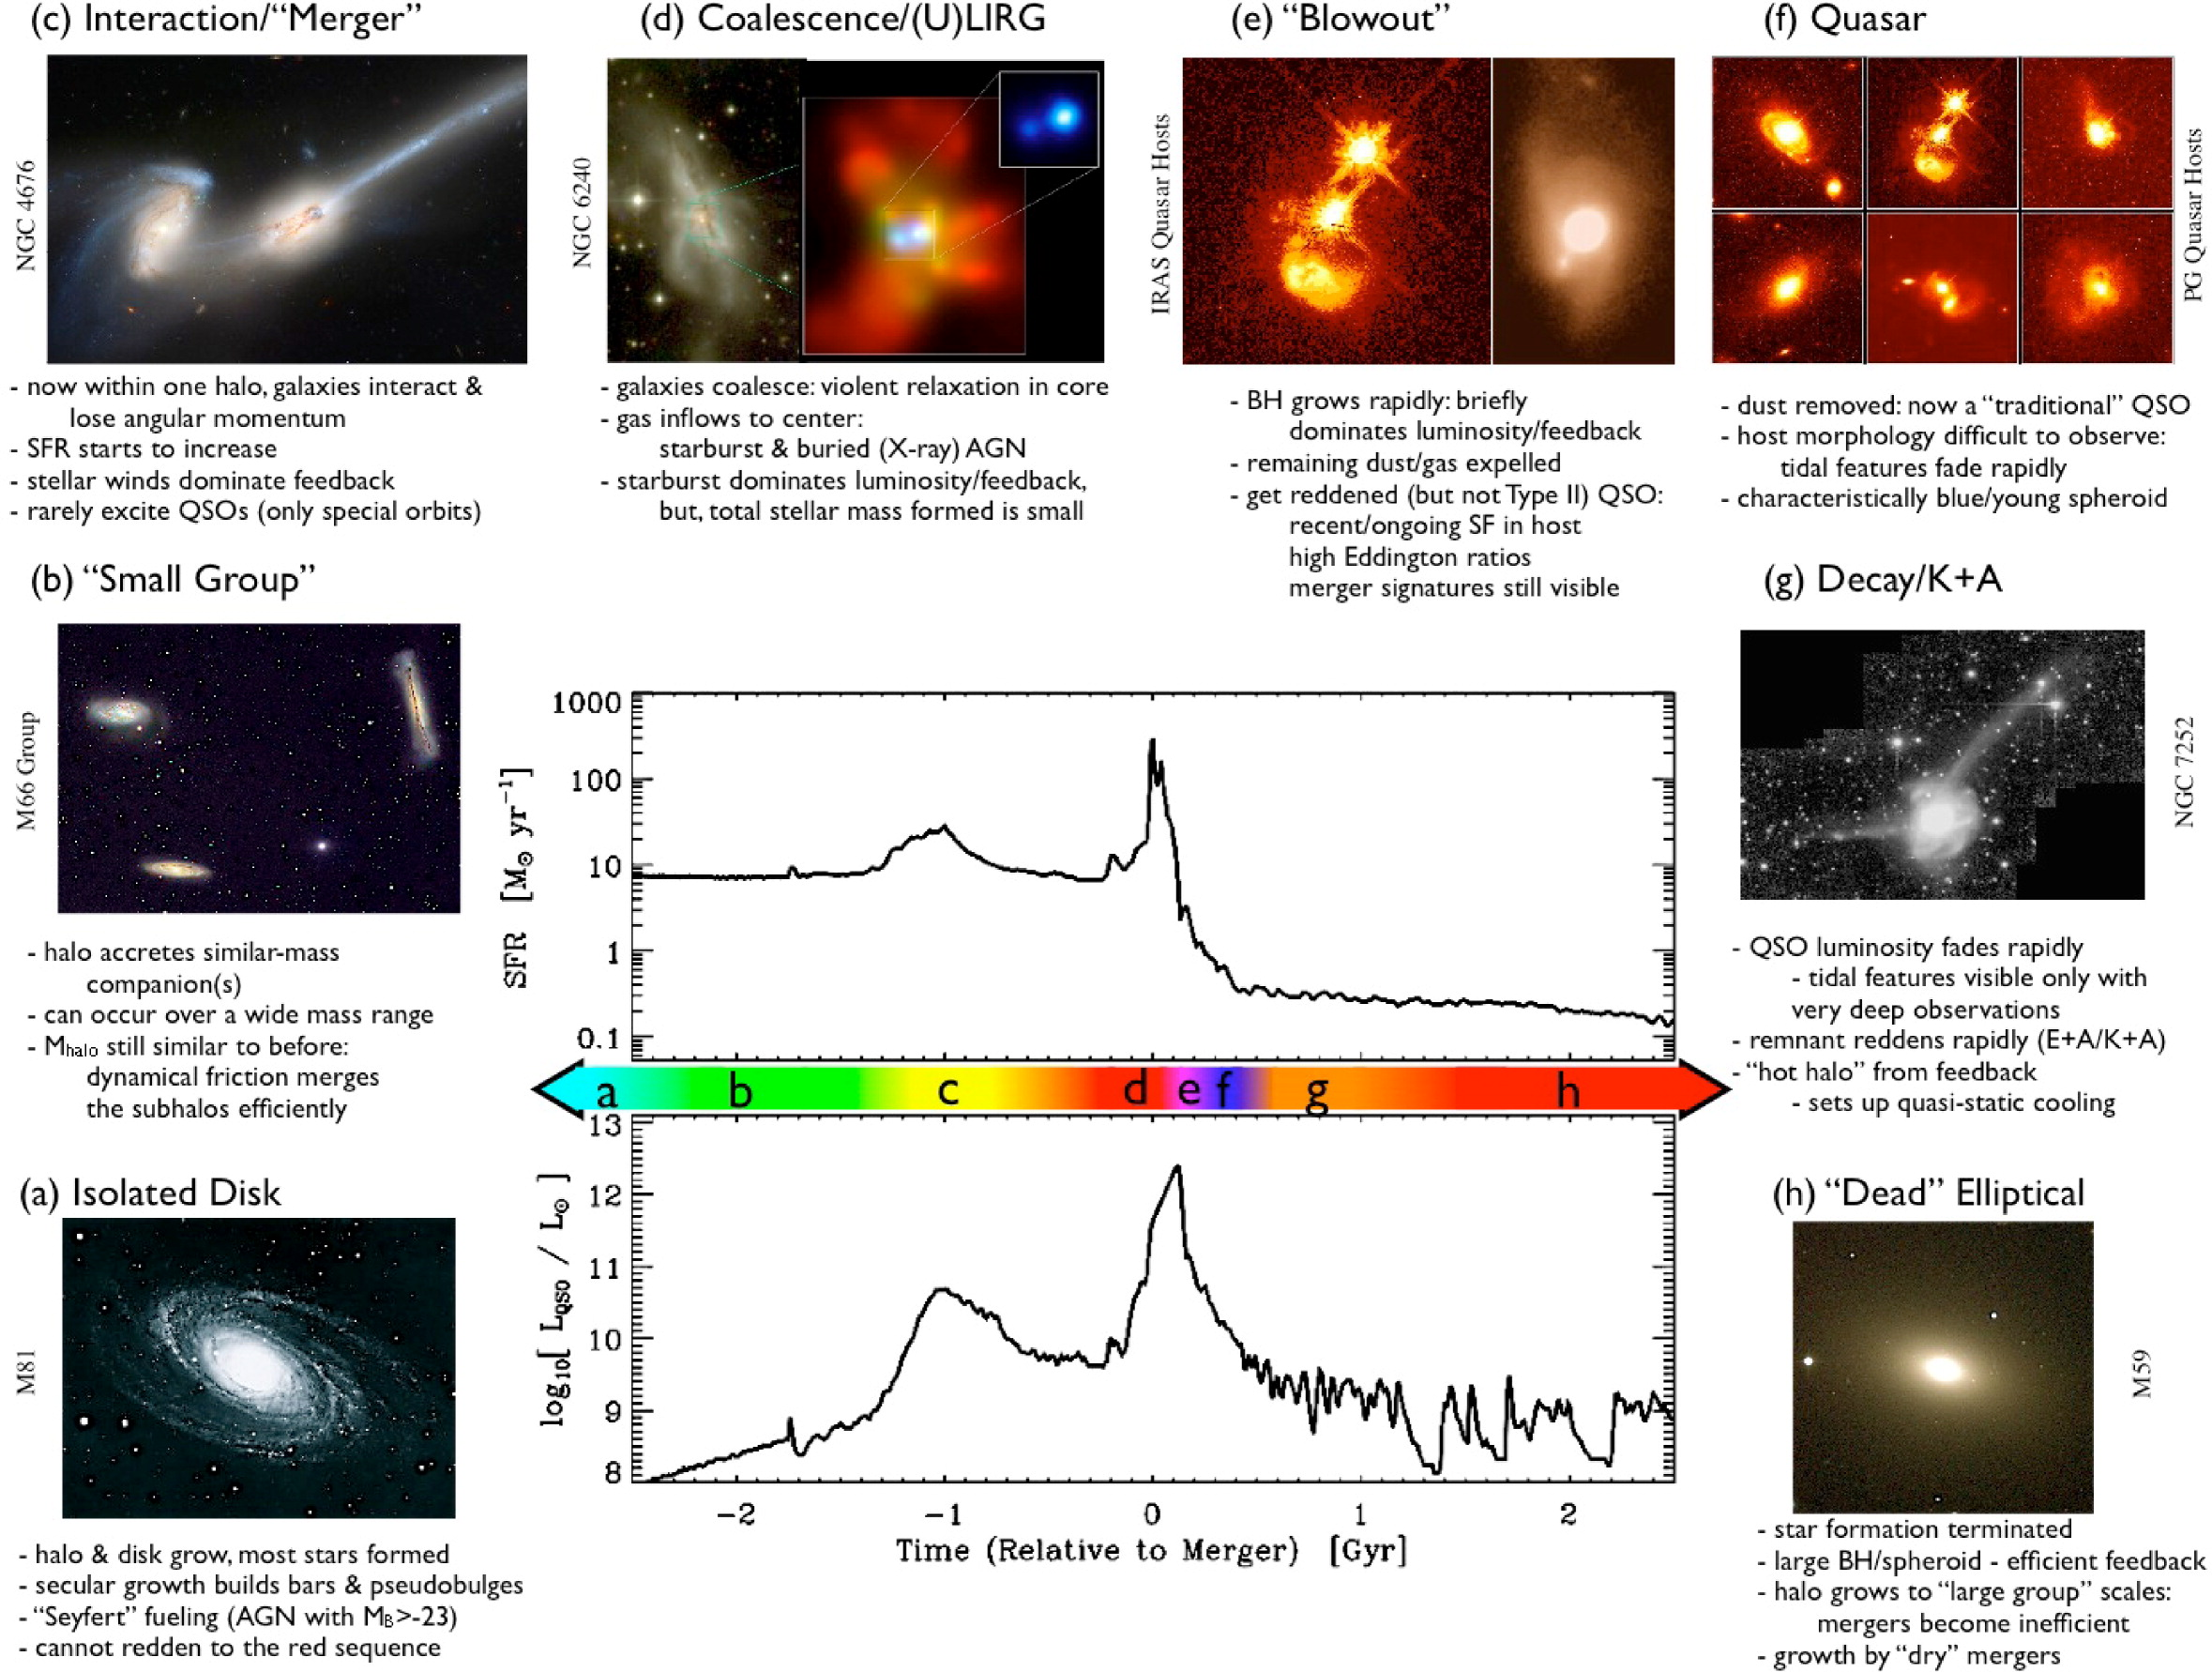 (c) Interaction/“Merger”
NGC 4676
- now within one halo, galaxies interact &
lose angular momentum
- SFR starts to increase
- stellar winds dominate feedback
- rarely excite QSOs (only special orbits)
(d) Coalescence/(U)LIRG
NGC 6240
- galaxies coalesce: violent relaxation in core
- gas inflows to center:
starburst & buried (X-ray) AGN
- starburst dominates luminosity/feedback,
but, total stellar mass formed is small
(e) “Blowout”
IRAS Quasar Hosts
- BH grows rapidly: briefly
dominates luminosity/feedback
- remaining dust/gas expelled
- get reddened (but not Type II) QSO:
recent/ongoing SF in host
high Eddington ratios
merger signatures still visible
(f) Quasar
PG Quasar Hosts
- dust removed: now a “traditional” QSO
- host morphology difficult to observe:
tidal features fade rapidly
- characteristically blue/young spheroid
(b) “Small Group”
M66 Group
- halo accretes similar-mass
companion(s)
- can occur over a wide mass range
- Mhalo still similar to before:
dynamical friction merges
the subhalos efficiently
(a) Isolated Disk
M81
- halo & disk grow, most stars formed
- secular growth builds bars & pseudobulges
- “Seyfert” fueling (AGN with MB>-23)
- cannot redden to the red sequence
SFR [M⊙ yr−1]
1000
100
10
1
0.1
a b c d e f g h
log10[ LQSO / L⊙ ]
13
12
11
10
9
8
−2 −1 0 1 2
Time (Relative to Merger) [Gyr]
(g) Decay/K+A
NGC 7252
- QSO luminosity fades rapidly
- tidal features visible only with
very deep observations
- remnant reddens rapidly (E+A/K+A)
- “hot halo” from feedback
- sets up quasi-static cooling
(h) “Dead” Elliptical
M59
- star formation terminated
- large BH/spheroid - efficient feedback
- halo grows to “large group” scales:
mergers become inefficient
- growth by “dry” mergers